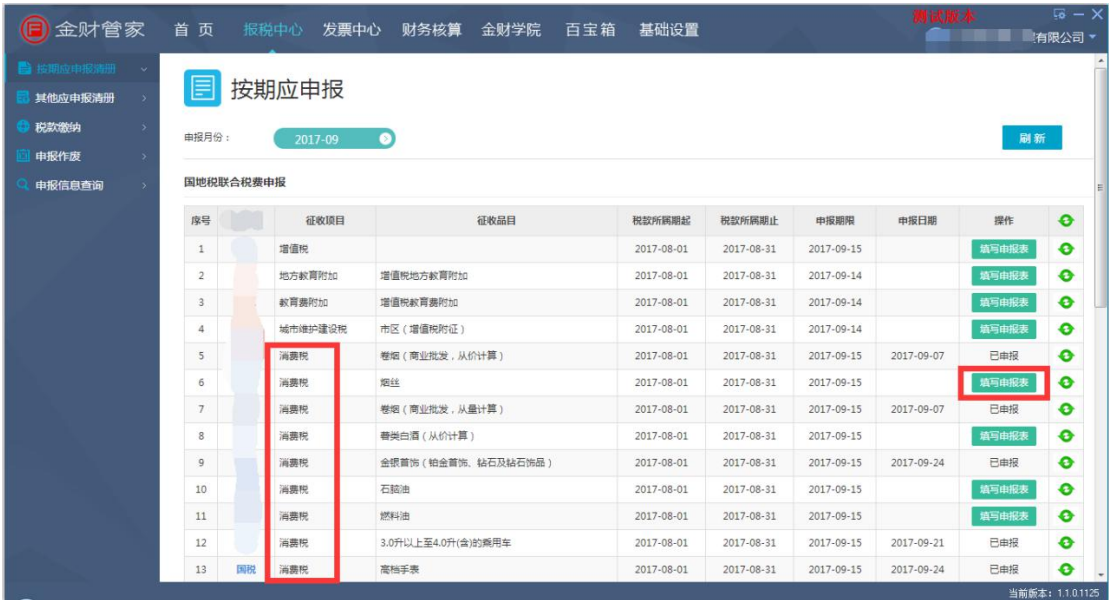 测试版本
金财管家 首 页 报税中心 发票中心 财务核算 金财学院 百宝箱 基础设置
有限公司
按期应申报清册
其他应申报清册
税款缴纳
申报作废
申报信息查询
按期应申报
申报月份： 2017-09 刷 新
国地税联合税费申报
序号 征收项目 征收品目 税款所属期起 税款所属期止 申报期限 申报日期 操作
1 增值税 2017-08-01 2017-08-31 2017-09-15 填写申报表
2 地方教育附加 增值税地方教育附加 2017-08-01 2017-08-31 2017-09-14 填写申报表
3 教育费附加 增值税教育费附加 2017-08-01 2017-08-31 2017-09-14 填写申报表
4 城市维护建设税 市区（增值税附征） 2017-08-01 2017-08-31 2017-09-14 填写申报表
5 消费税 卷烟（商业批发，从价计算） 2017-08-01 2017-08-31 2017-09-15 2017-09-07 已申报
6 消费税 烟丝 2017-08-01 2017-08-31 2017-09-15 填写申报表
7 消费税 卷烟（商业批发，从量计算） 2017-08-01 2017-08-31 2017-09-15 2017-09-07 已申报
8 消费税 薯类白酒（从价计算） 2017-08-01 2017-08-31 2017-09-15 填写申报表
9 消费税 金银首饰（铂金首饰、钻石及钻石饰品） 2017-08-01 2017-08-31 2017-09-15 2017-09-24 已申报
10 消费税 石脑油 2017-08-01 2017-08-31 2017-09-15 填写申报表
11 消费税 燃料油 2017-08-01 2017-08-31 2017-09-15 填写申报表
12 消费税 3.0升以上至4.0升(含)的乘用车 2017-08-01 2017-08-31 2017-09-15 2017-09-21 已申报
13 国税 消费税 高档手表 2017-08-01 2017-08-31 2017-09-15 2017-09-24 已申报
当前版本：1.1.0.1125